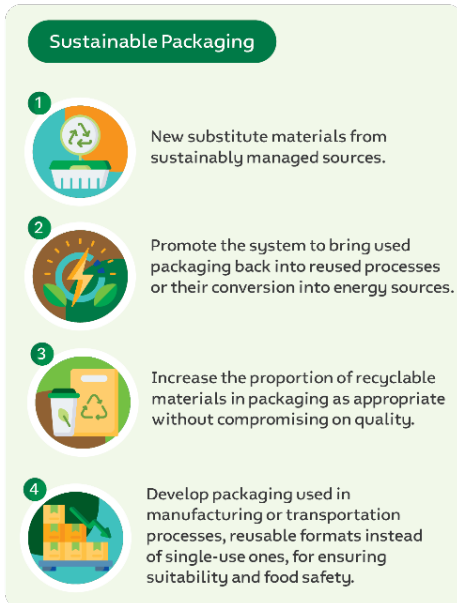 Sustainable Packaging
1
New substitute materials from
sustainably managed sources.
2
Promote the system to bring used
packaging back into reused processes
or their conversion into energy sources.
3
Increase the proportion of recyclable
materials in packaging as appropriate
without compromising on quality.
4
Develop packaging used in
manufacturing or transportation
processes, reusable formats instead
of single-use ones, for ensuring
suitability and food safety.